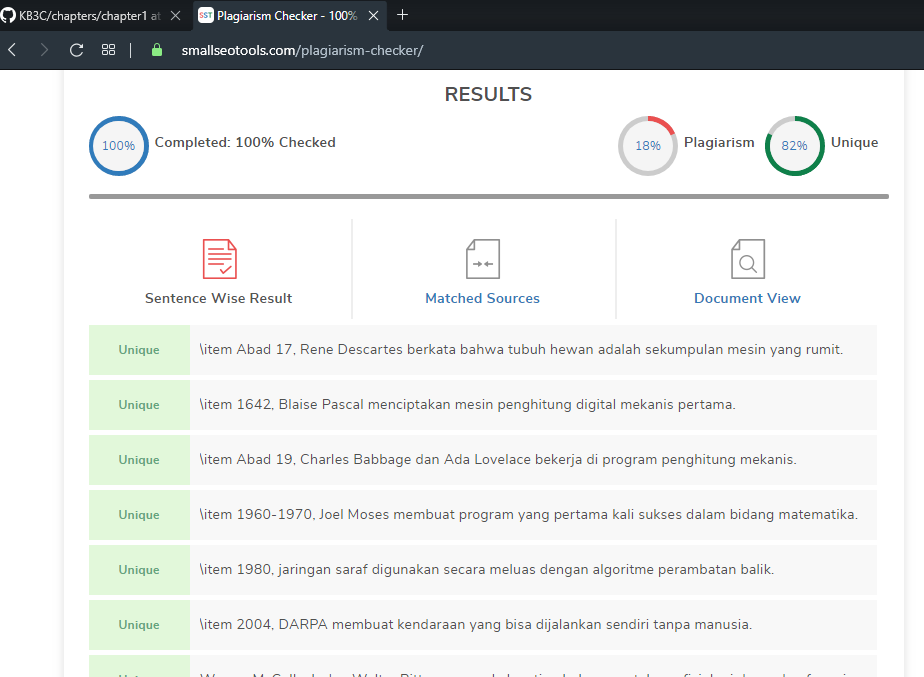 KB3C/chapters/chapter1 at
SST Plagiarism Checker - 100%
smallseotools.com/plagiarism-checker/
RESULTS
100% Completed: 100% Checked
18% Plagiarism 82% Unique
Sentence Wise Result Matched Sources Document View
Unique \item Abad 17, Rene Descartes berkata bahwa tubuh hewan adalah sekumpulan mesin yang rumit.
Unique \item 1642, Blaise Pascal menciptakan mesin penghitung digital mekanis pertama.
Unique \item Abad 19, Charles Babbage dan Ada Lovelace bekerja di program penghitung mekanis.
Unique \item 1960-1970, Joel Moses membuat program yang pertama kali sukses dalam bidang matematika.
Unique \item 1980, jaringan saraf digunakan secara meluas dengan algoritme perambatan balik.
Unique \item 2004, DARPA membuat kendaraan yang bisa dijalankan sendiri tanpa manusia.
Unique